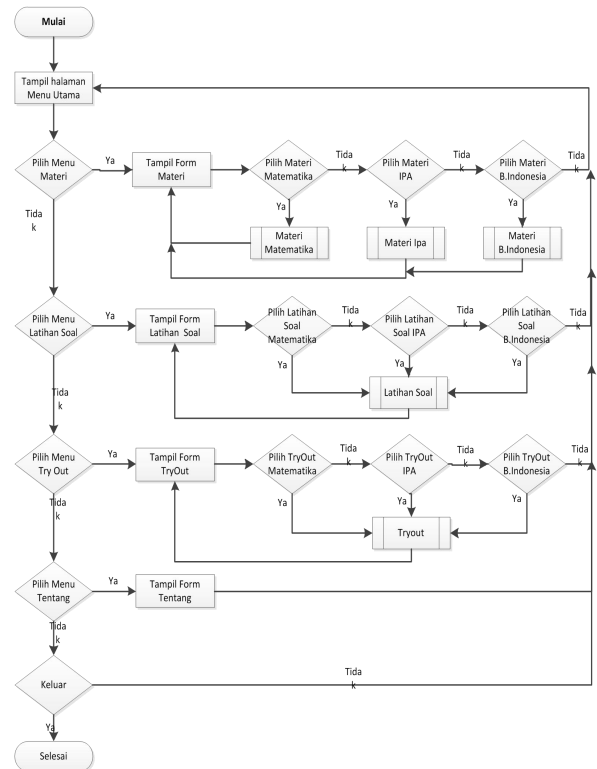 Mulai
Tampil halaman
Menu Utama
Pilih Menu
Materi
Ya
Tampil Form
Materi
Pilih Materi
Matematika
Tida
k
Pilih Materi
IPA
Tida
k
Pilih Materi
B.Indonesia
Tida
k
Ya
Ya
Ya
Tida
k
Materi
Matematika
Materi Ipa
Materi
B.Indonesia
Pilih Menu
Latihan Soal
Ya
Tampil Form
Latihan Soal
Pilih Latihan
Soal
Matematika
Tida
k
Pilih Latihan
Soal IPA
Tida
k
Pilih Latihan
Soal
B.Indonesia
Tida
k
Ya
Ya
Ya
Latihan Soal
Tida
k
Pilih Menu
Try Out
Ya
Tampil Form
TryOut
Pilih TryOut
Matematika
Tida
k
Pilih TryOut
IPA
Tida
k
Pilih TryOut
B.Indonesia
Tida
k
Ya
Ya
Ya
Tryout
Tida
k
Pilih Menu
Tentang
Ya
Tampil Form
Tentang
Tida
k
Keluar
Tida
k
Ya
Selesai